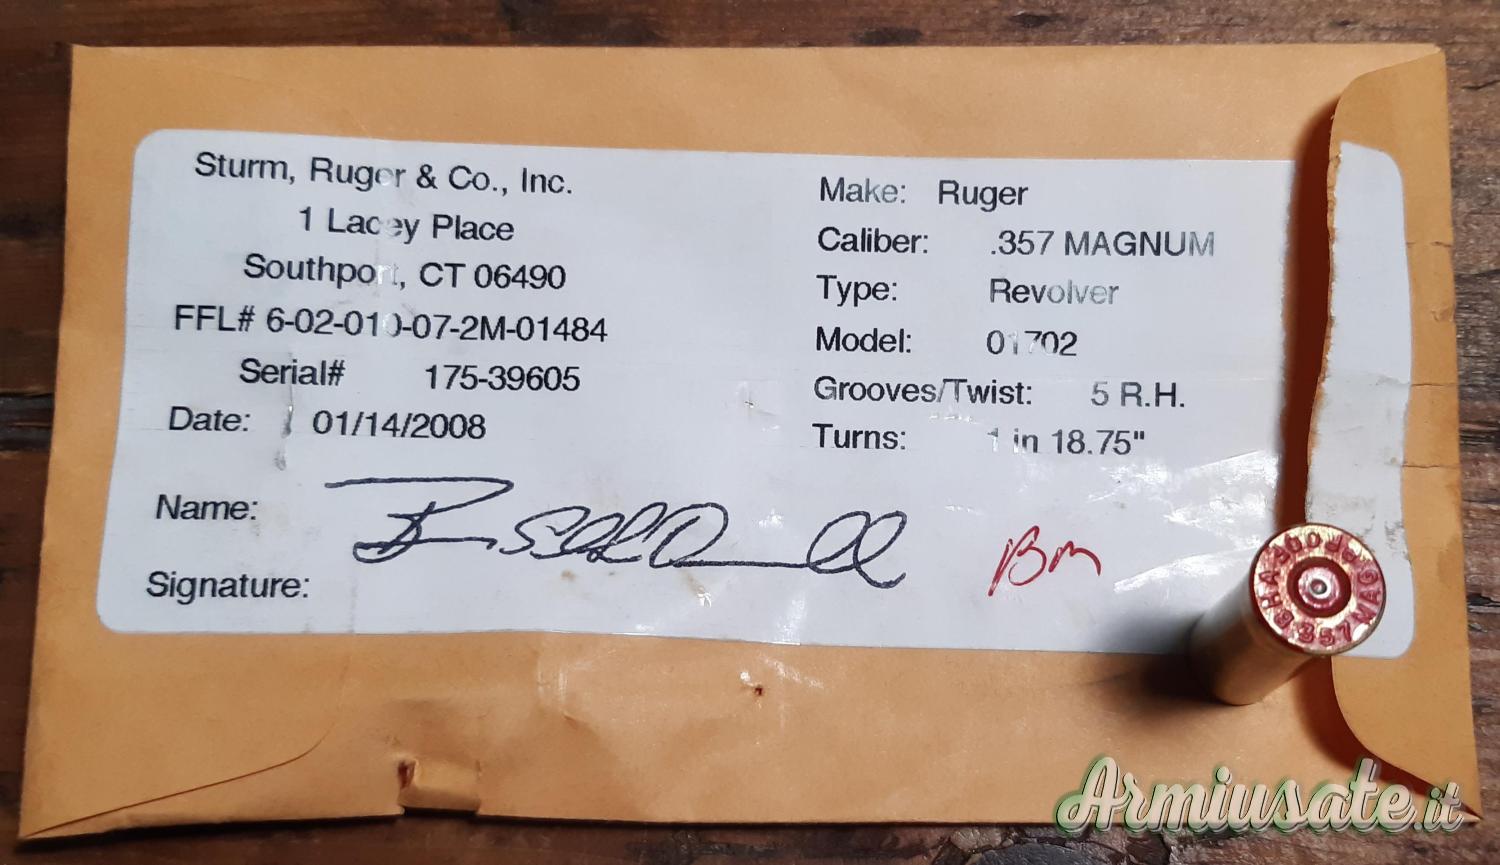 Sturm, Ruger & Co., Inc.
1 Lacey Place
Southport, CT 06490
FFL# 6-02-010-07-2M-01484
Serial# 175-39605
Date: 01/14/2008
Name:
Signature:
Make: Ruger
Caliber: .357 MAGNUM
Type: Revolver
Model: 01702
Grooves/Twist: 5 R.H.
Turns: 1 in 18.75"
Bm
357 MAG
Armiusate.it